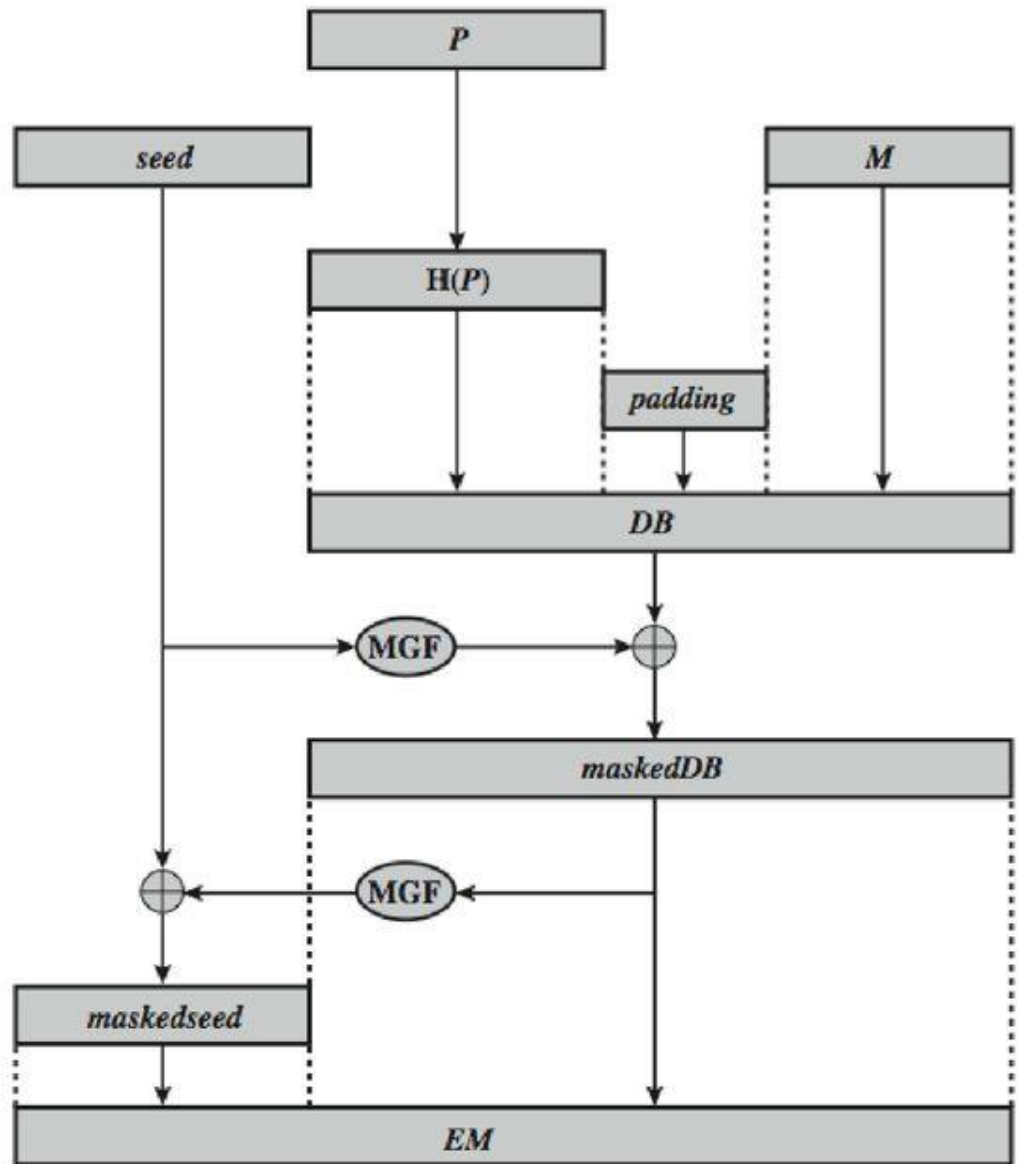 P
seed
M
H(P)
padding
DB
MGF
maskedDB
MGF
maskedseed
EM